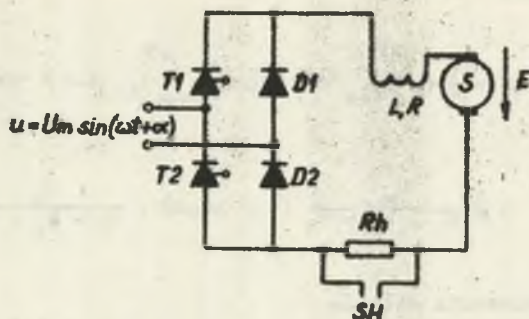 T1
D1
L,R
S
E
u=Um sin(ωt+α)
T2
D2
Rh
SH